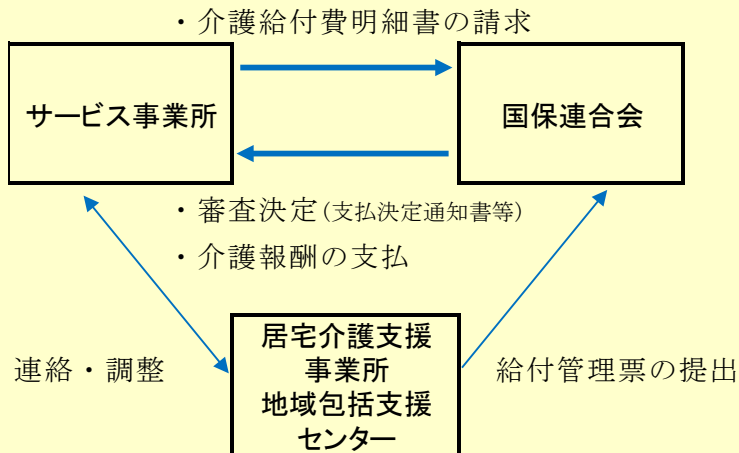 ・介護給付費明細書の請求
サービス事業所
国保連合会
・審査決定(支払決定通知書等)
・介護報酬の支払
連絡・調整
居宅介護支援
事業所
地域包括支援
センター
給付管理票の提出